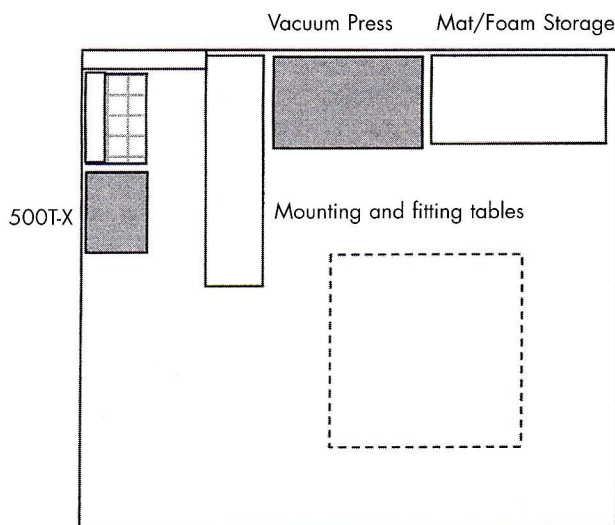 Vacuum Press
Mat/Foam Storage
500T-X
Mounting and fitting tables